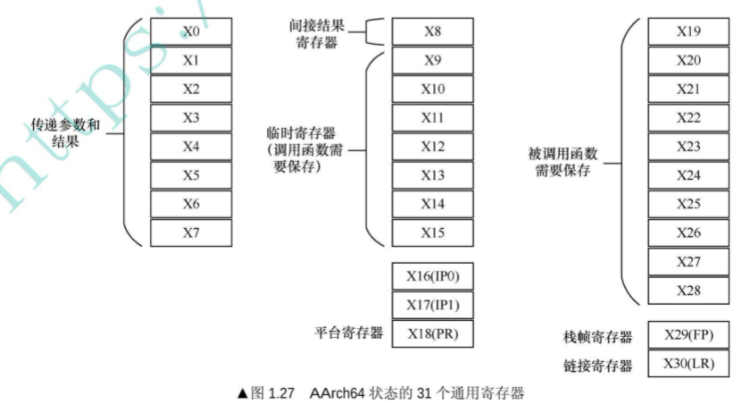 https:/
传递参数和
结果
X0
X1
X2
X3
X4
X5
X6
X7
间接结果
寄存器
X8
临时寄存器
(调用函数需
要保存)
X9
X10
X11
X12
X13
X14
X15
X16(IP0)
X17(IP1)
平台寄存器
X18(PR)
被调用函数
需要保存
X19
X20
X21
X22
X23
X24
X25
X26
X27
X28
栈帧寄存器
X29(FP)
链接寄存器
X30(LR)
▲图 1.27 AArch64 状态的 31 个通用寄存器